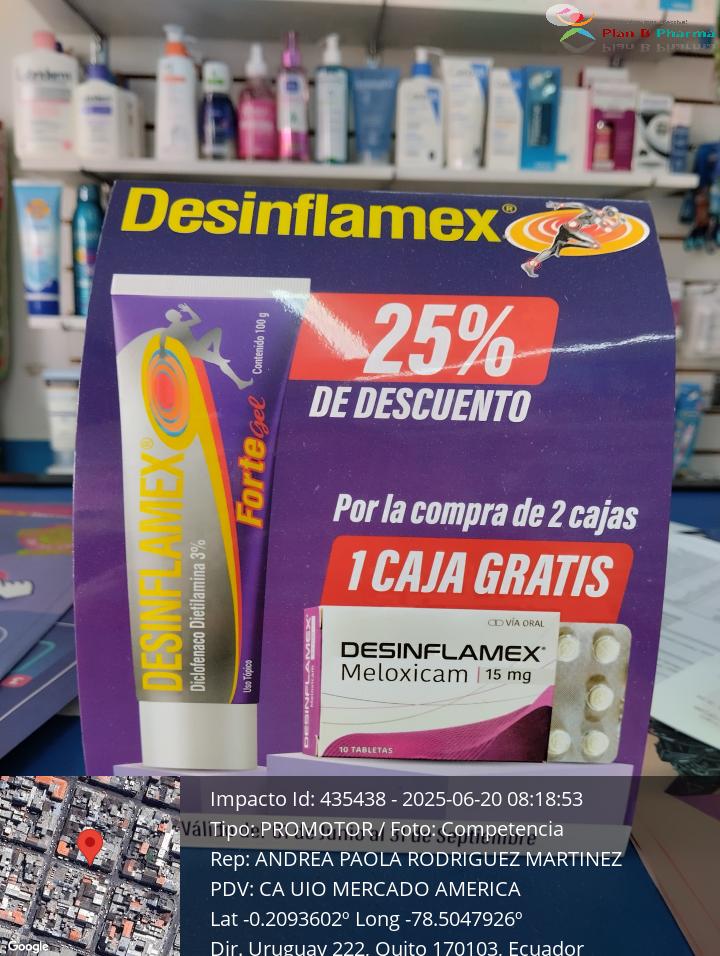 Plan B Pharma
Desinflamex®
25%
DE DESCUENTO
Contenido 100 g
DESINFLAMEX®
Forte Gel
Diclofenaco Dietilamina 3%
Uso Tópico
Por la compra de 2 cajas
1 CAJA GRATIS
VÍA ORAL
DESINFLAMEX®
Meloxicam | 15 mg
10 TABLETAS
DESINFLAMEX
Meloxicam
Impacto Id: 435438 - 2025-06-20 08:18:53
Tipo: PROMOTOR / Foto: Competencia
Rep: ANDREA PAOLA RODRIGUEZ MARTINEZ
PDV: CA UIO MERCADO AMERICA
Lat -0.2093602º Long -78.5047926º
Dir. Uruguay 222, Quito 170103, Ecuador
Google